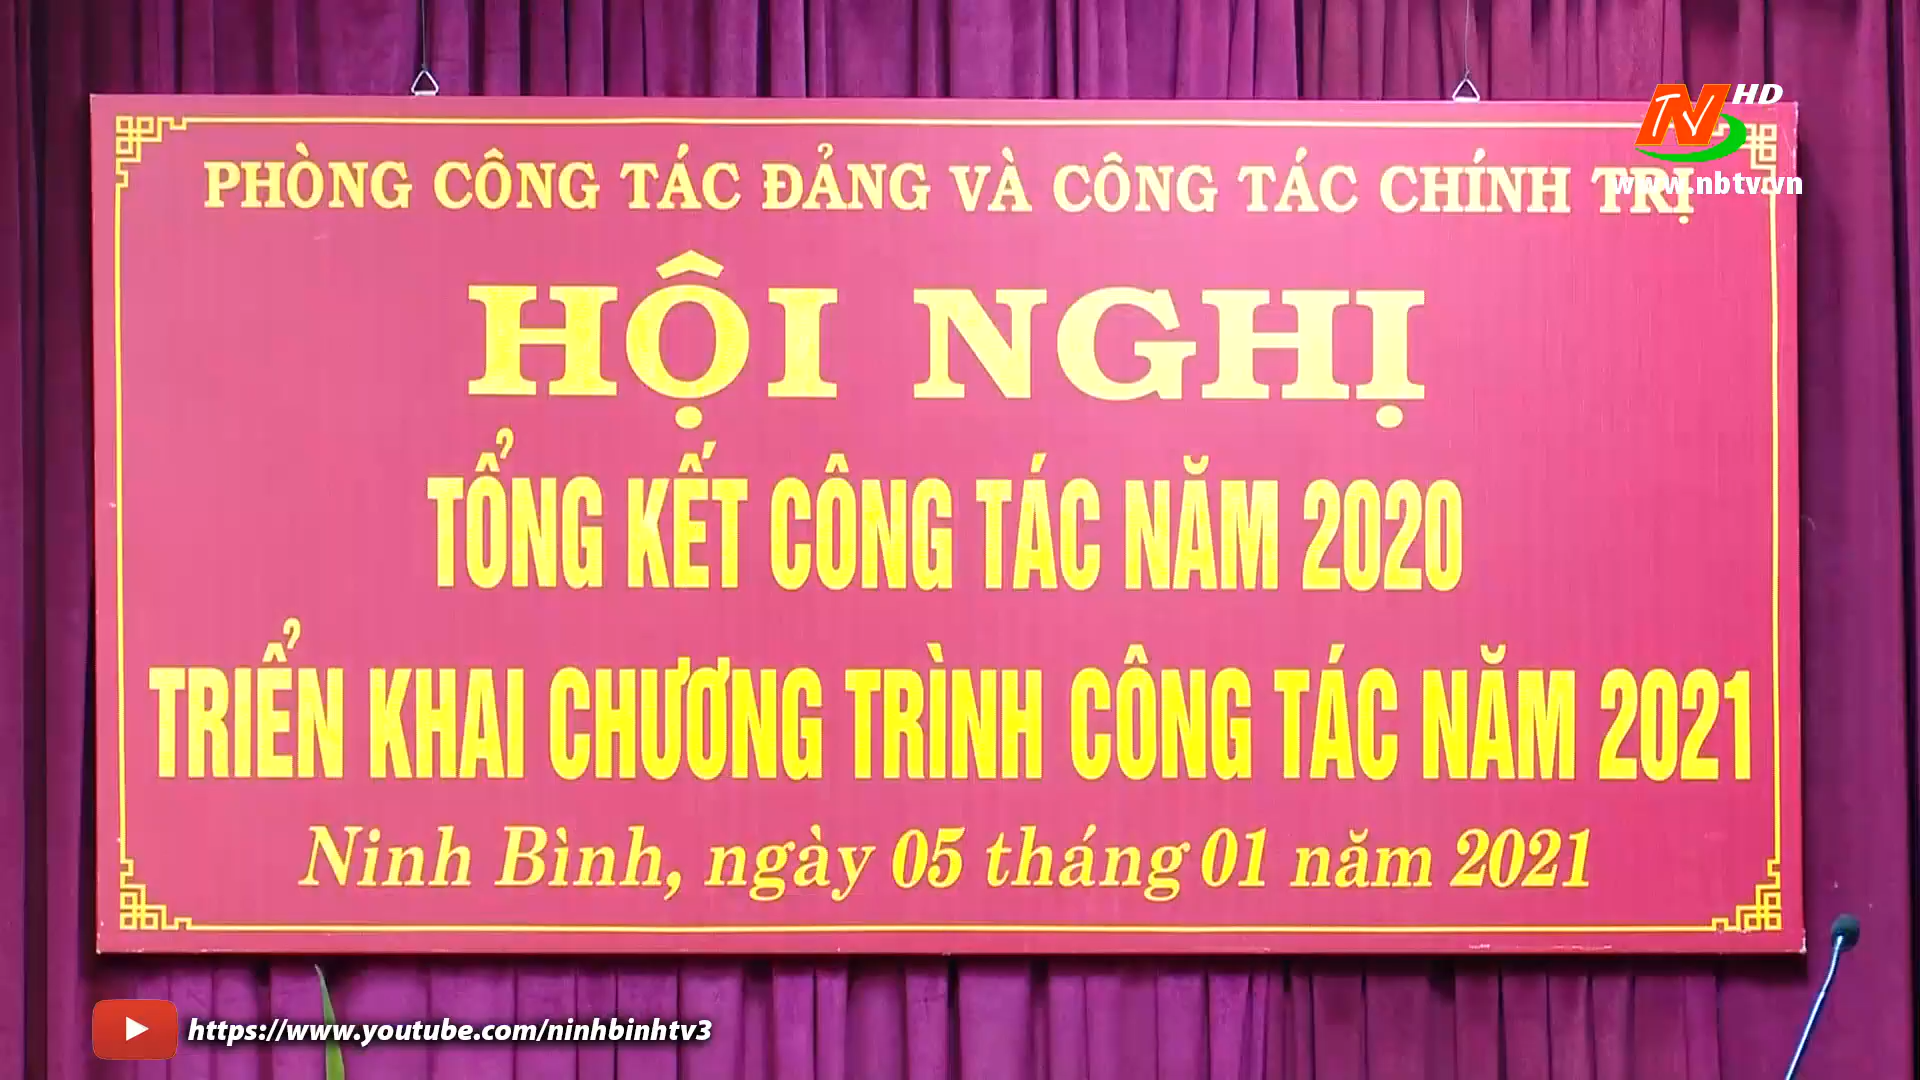 HD
www.nbtv.vn
PHÒNG CÔNG TÁC ĐẢNG VÀ CÔNG TÁC CHÍNH TRỊ
HỘI NGHỊ
TỔNG KẾT CÔNG TÁC NĂM 2020
TRIỂN KHAI CHƯƠNG TRÌNH CÔNG TÁC NĂM 2021
Ninh Bình, ngày 05 tháng 01 năm 2021
https://www.youtube.com/ninhbinhtv3